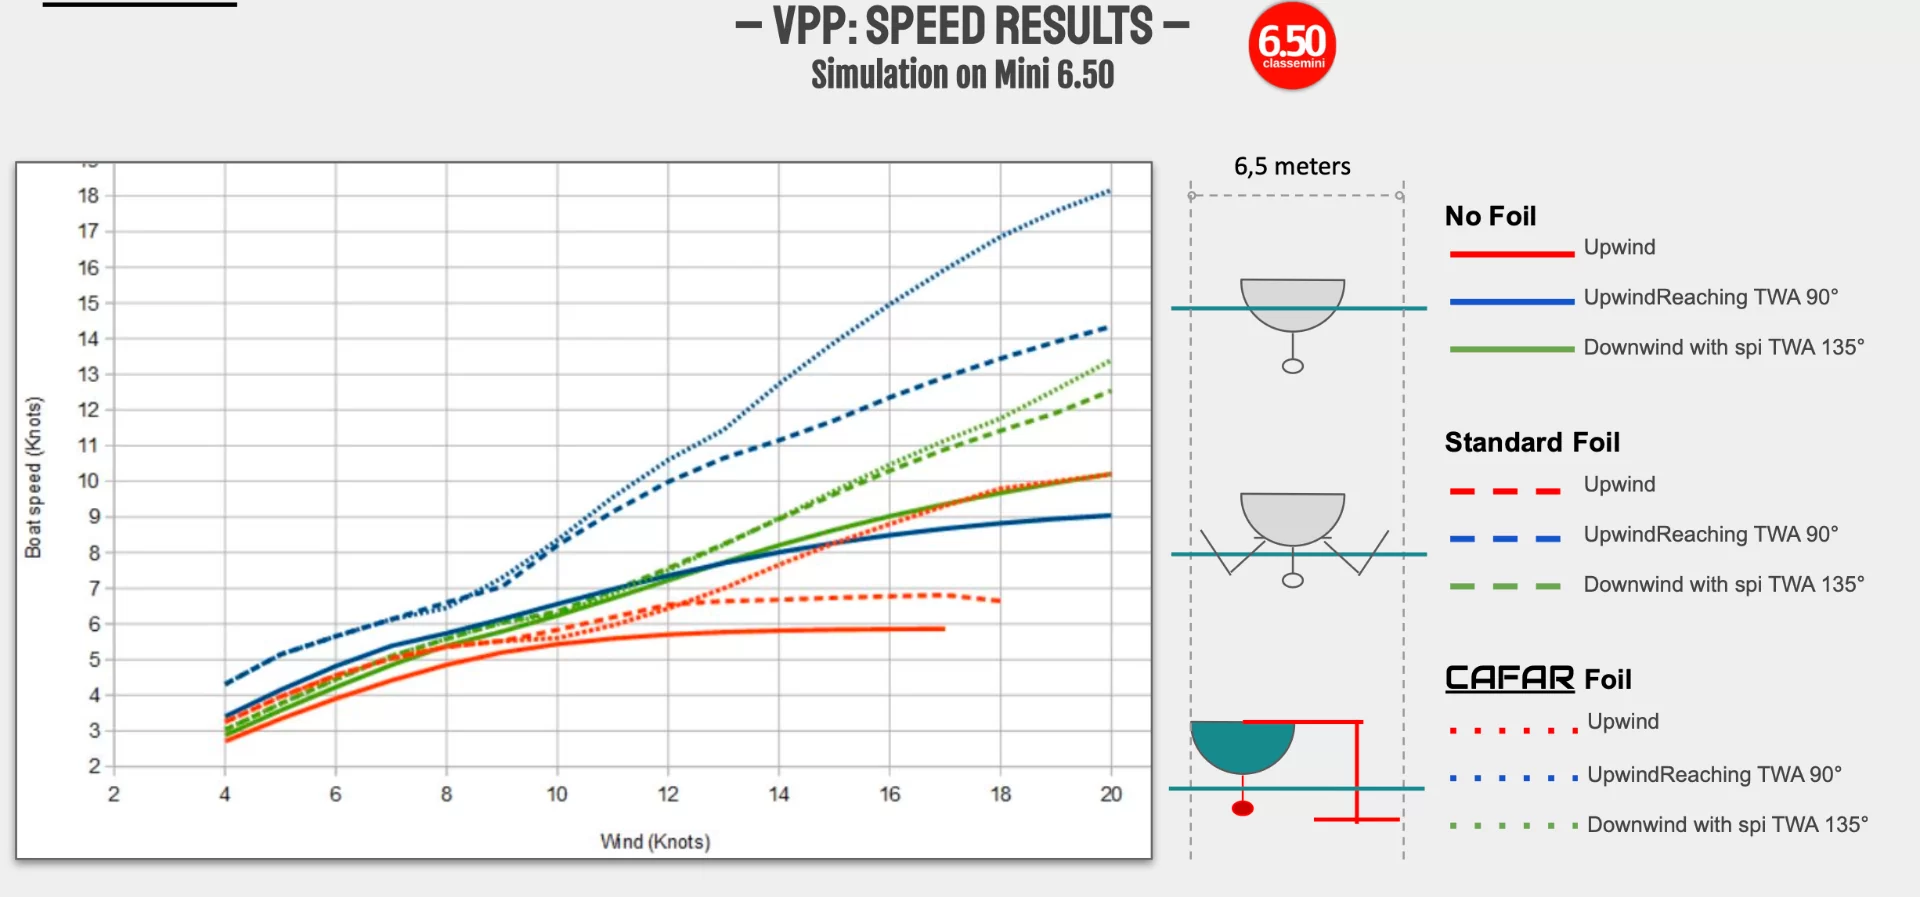 – VPP: SPEED RESULTS –
Simulation on Mini 6.50
6.50
classemini
18
17
16
15
14
13
12
11
10
9
8
7
6
5
4
3
2
2 4 6 8 10 12 14 16 18 20
Boat speed (Knots)
Wind (Knots)
6,5 meters
No Foil
Upwind
UpwindReaching TWA 90°
Downwind with spi TWA 135°
Standard Foil
Upwind
UpwindReaching TWA 90°
Downwind with spi TWA 135°
CAFAR Foil
Upwind
UpwindReaching TWA 90°
Downwind with spi TWA 135°